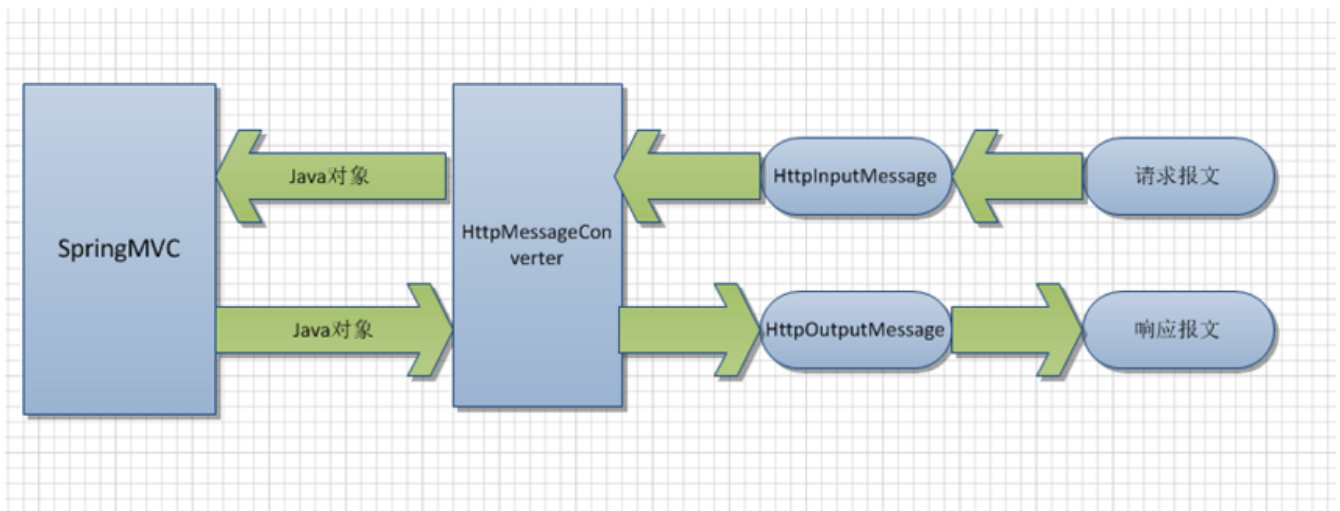 Java对象
HttpInputMessage
请求报文
SpringMVC
HttpMessageCon
verter
Java对象
HttpOutputMessage
响应报文